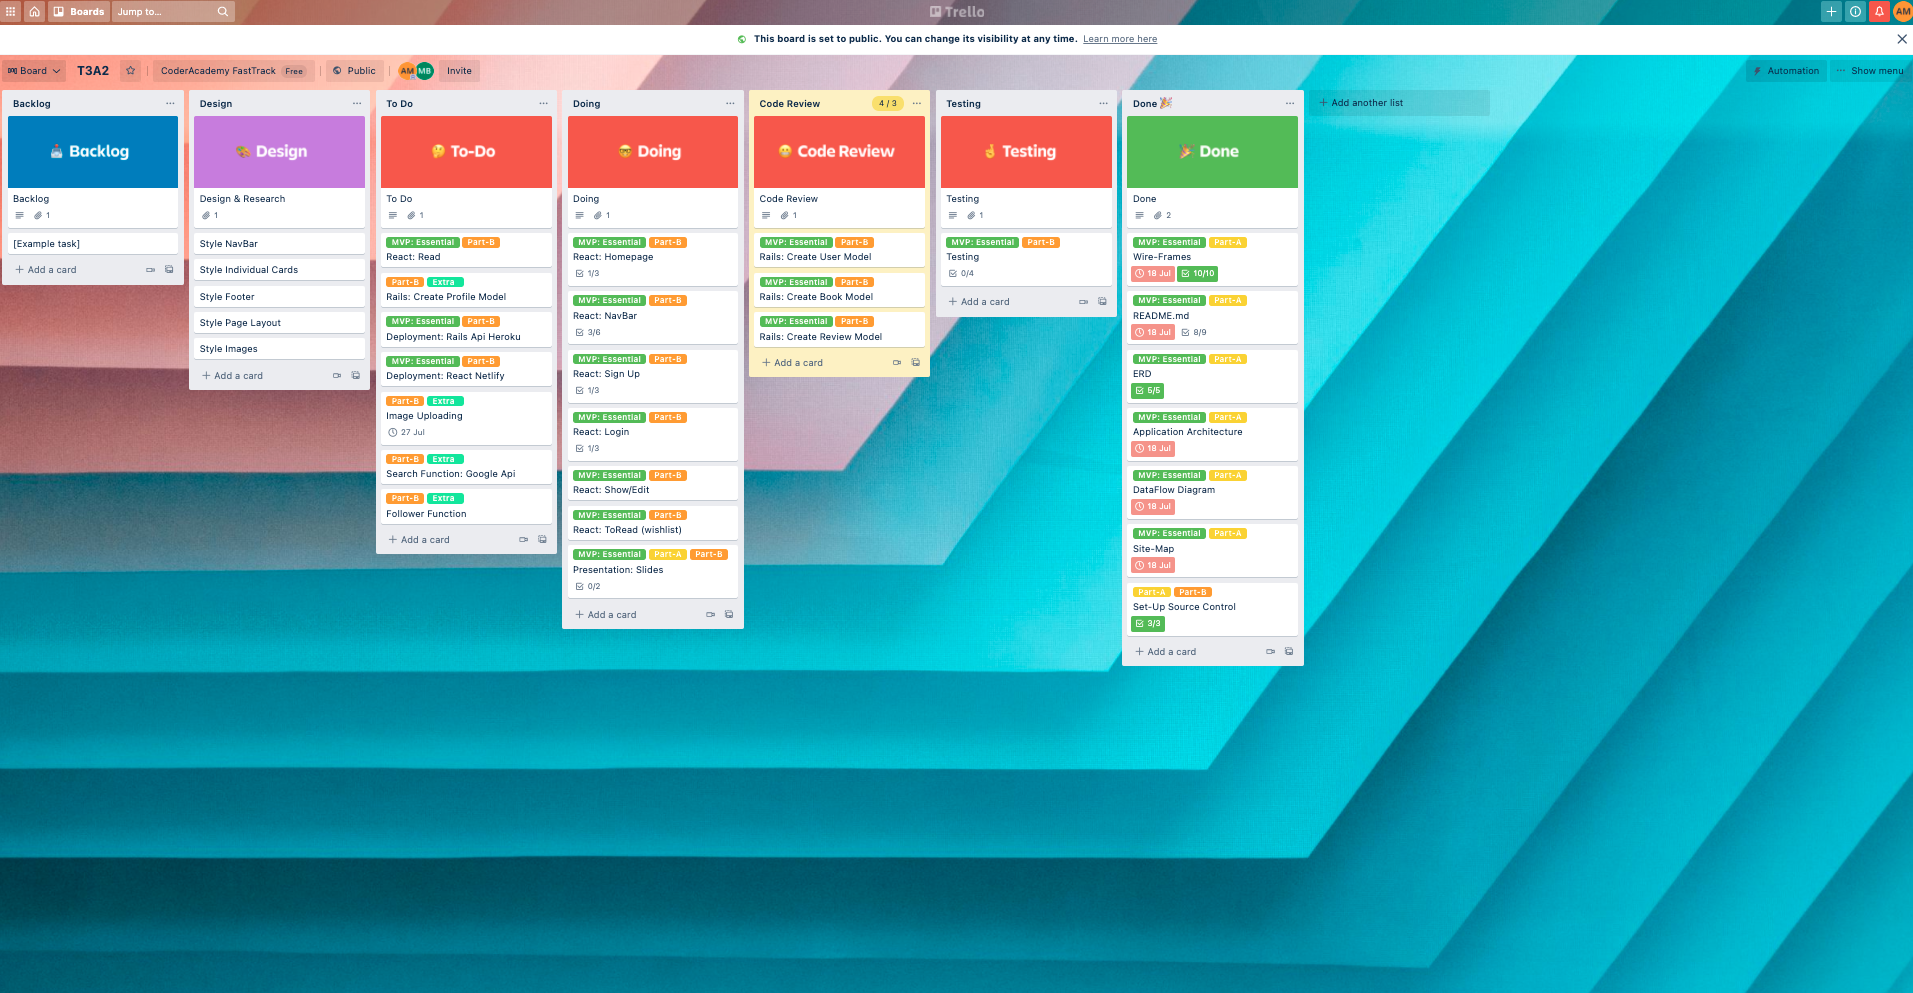 Boards
Jump to...
Trello
AM
This board is set to public. You can change its visibility at any time. Learn more here
Board
T3A2
CoderAcademy FastTrack Free
Public
AM MB
Invite
Automation
Show menu
Backlog
Backlog
Backlog
1
[Example task]
Add a card
Design
Design
Design & Research
1
Style NavBar
Style Individual Cards
Style Footer
Style Page Layout
Style Images
Add a card
To Do
To-Do
To Do
1
MVP: Essential Part-B
React: Read
Part-B Extra
Rails: Create Profile Model
MVP: Essential Part-B
Deployment: Rails Api Heroku
MVP: Essential Part-B
Deployment: React Netlify
Part-B Extra
Image Uploading
27 Jul
Part-B Extra
Search Function: Google Api
Part-B Extra
Follower Function
Add a card
Doing
Doing
Doing
1
MVP: Essential Part-B
React: Homepage
1/3
MVP: Essential Part-B
React: NavBar
3/6
MVP: Essential Part-B
React: Sign Up
1/3
MVP: Essential Part-B
React: Login
1/3
MVP: Essential Part-B
React: Show/Edit
MVP: Essential Part-B
React: ToRead (wishlist)
MVP: Essential Part-A Part-B
Presentation: Slides
0/2
Add a card
Code Review 4 / 3
Code Review
Code Review
1
MVP: Essential Part-B
Rails: Create User Model
MVP: Essential Part-B
Rails: Create Book Model
MVP: Essential Part-B
Rails: Create Review Model
Add a card
Testing
Testing
Testing
1
MVP: Essential Part-B
Testing
0/4
Add a card
Done
Done
Done
2
MVP: Essential Part-A
Wire-Frames
18 Jul 10/10
MVP: Essential Part-A
README.md
18 Jul 8/9
MVP: Essential Part-A
ERD
5/5
MVP: Essential Part-A
Application Architecture
18 Jul
MVP: Essential Part-A
DataFlow Diagram
18 Jul
MVP: Essential Part-A
Site-Map
18 Jul
Part-A Part-B
Set-Up Source Control
3/3
Add a card
Add another list